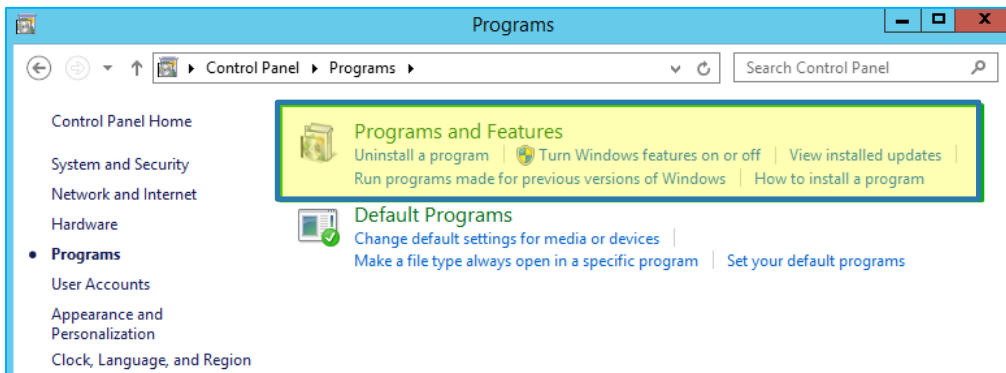 Programs
Control Panel Programs
Search Control Panel
Control Panel Home
System and Security
Network and Internet
Hardware
Programs
User Accounts
Appearance and
Personalization
Clock, Language, and Region
Programs and Features
Uninstall a program Turn Windows features on or off View installed updates
Run programs made for previous versions of Windows How to install a program
Default Programs
Change default settings for media or devices
Make a file type always open in a specific program Set your default programs